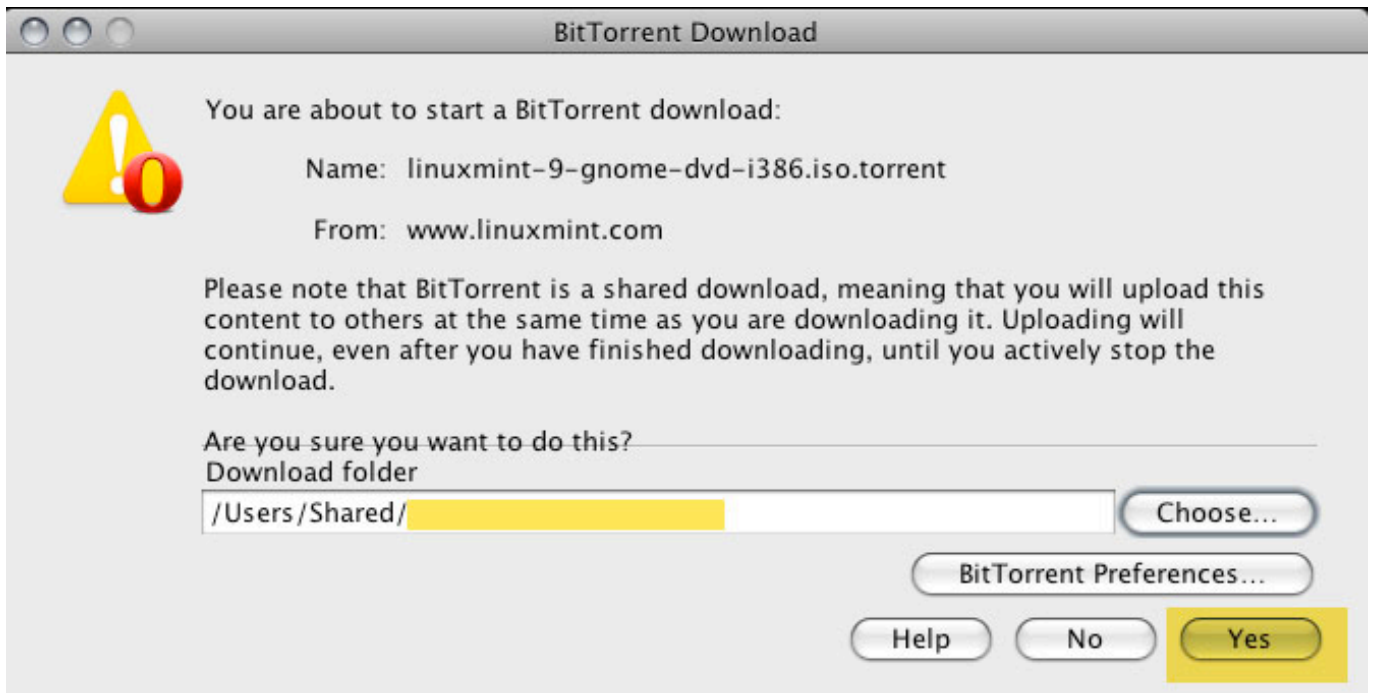 BitTorrent Download
You are about to start a BitTorrent download:
Name: linuxmint-9-gnome-dvd-i386.iso.torrent
From: www.linuxmint.com
Please note that BitTorrent is a shared download, meaning that you will upload this
content to others at the same time as you are downloading it. Uploading will
continue, even after you have finished downloading, until you actively stop the
download.
Are you sure you want to do this?
Download folder
/Users/Shared/
Choose...
BitTorrent Preferences...
Help No Yes